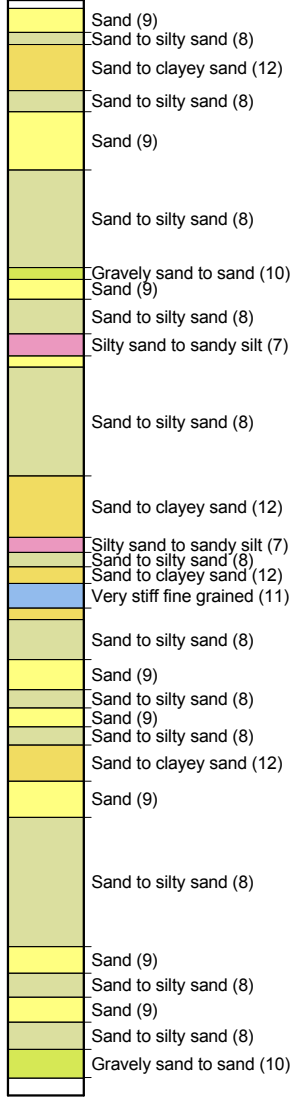 Sand (9)
Sand to silty sand (8)
Sand to clayey sand (12)
Sand to silty sand (8)
Sand (9)
Sand to silty sand (8)
Gravely sand to sand (10)
Sand (9)
Sand to silty sand (8)
Silty sand to sandy silt (7)
Sand to silty sand (8)
Sand to clayey sand (12)
Silty sand to sandy silt (7)
Sand to silty sand (8)
Sand to clayey sand (12)
Very stiff fine grained (11)
Sand to silty sand (8)
Sand (9)
Sand to silty sand (8)
Sand (9)
Sand to silty sand (8)
Sand to clayey sand (12)
Sand (9)
Sand to silty sand (8)
Sand (9)
Sand to silty sand (8)
Sand (9)
Sand to silty sand (8)
Gravely sand to sand (10)